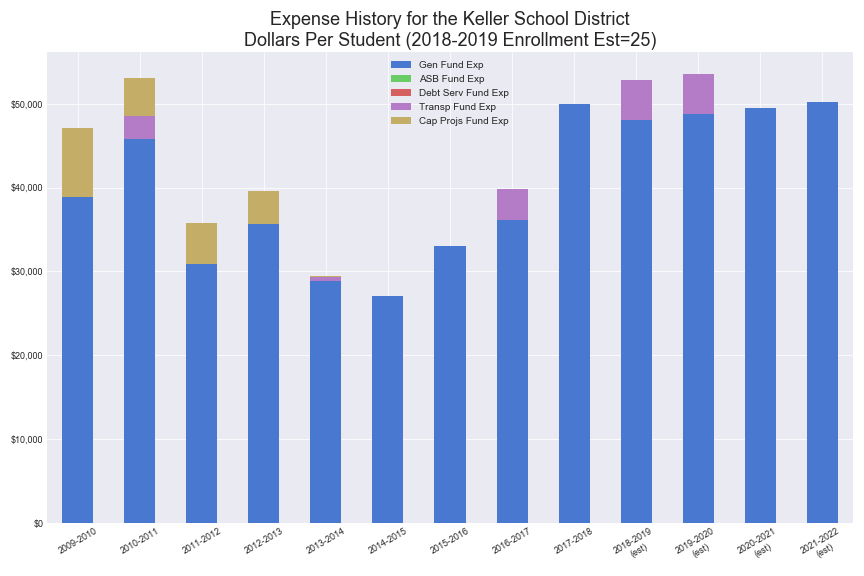 Expense History for the Keller School District
Dollars Per Student (2018-2019 Enrollment Est=25)
Gen Fund Exp
ASB Fund Exp
Debt Serv Fund Exp
Transp Fund Exp
Cap Projs Fund Exp
$50,000
$40,000
$30,000
$20,000
$10,000
$0
2009-2010
2010-2011
2011-2012
2012-2013
2013-2014
2014-2015
2015-2016
2016-2017
2017-2018
2018-2019
(est)
2019-2020
(est)
2020-2021
(est)
2021-2022
(est)